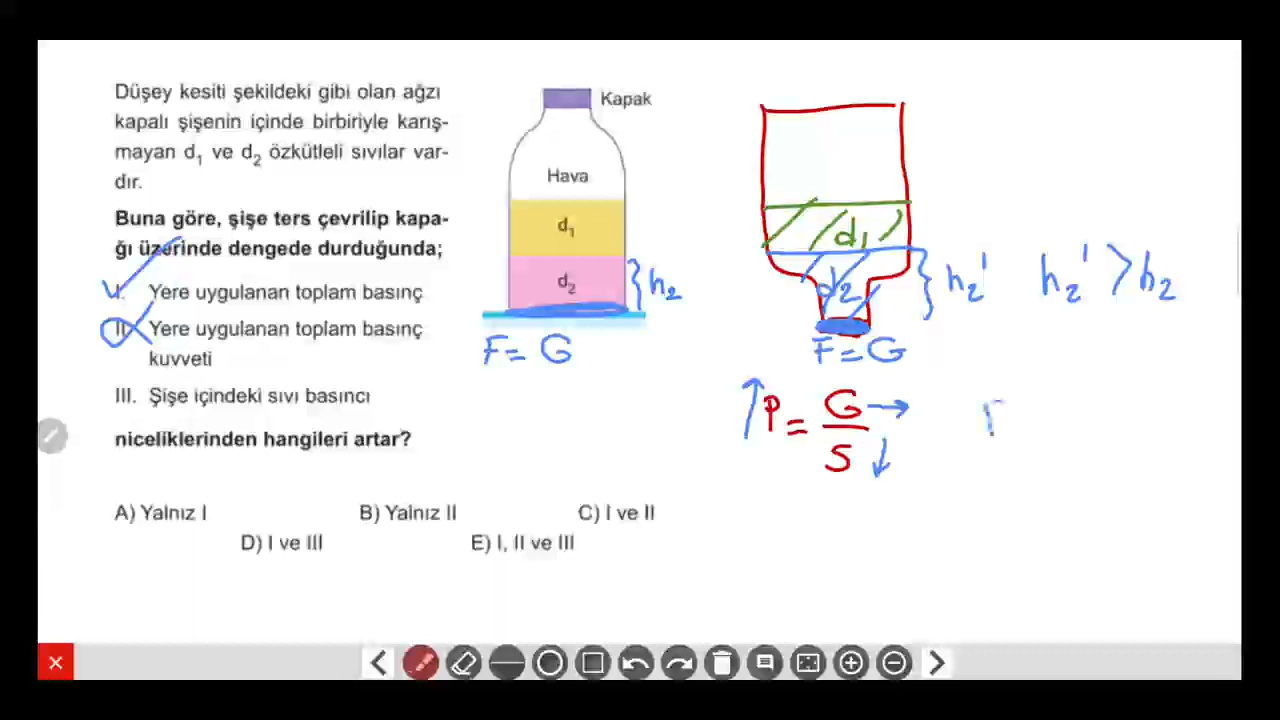 Düşey kesiti şekildeki gibi olan ağzı
kapalı şişenin içinde birbiriyle karış-
mayan d₁ ve d₂ özkütleli sıvılar var-
dır.
Buna göre, şişe ters çevrilip kapa-
ğı üzerinde dengede durduğunda;
I. Yere uygulanan toplam basınç
II. Yere uygulanan toplam basınç
kuvveti
III. Şişe içindeki sıvı basıncı
niceliklerinden hangileri artar?
A) Yalnız I B) Yalnız II C) I ve II
D) I ve III E) I, II ve III
Kapak
Hava
d₁
d₂
h₂
F = G
d₁
d₂
h₂'
h₂' > h₂
F = G
P = G
S